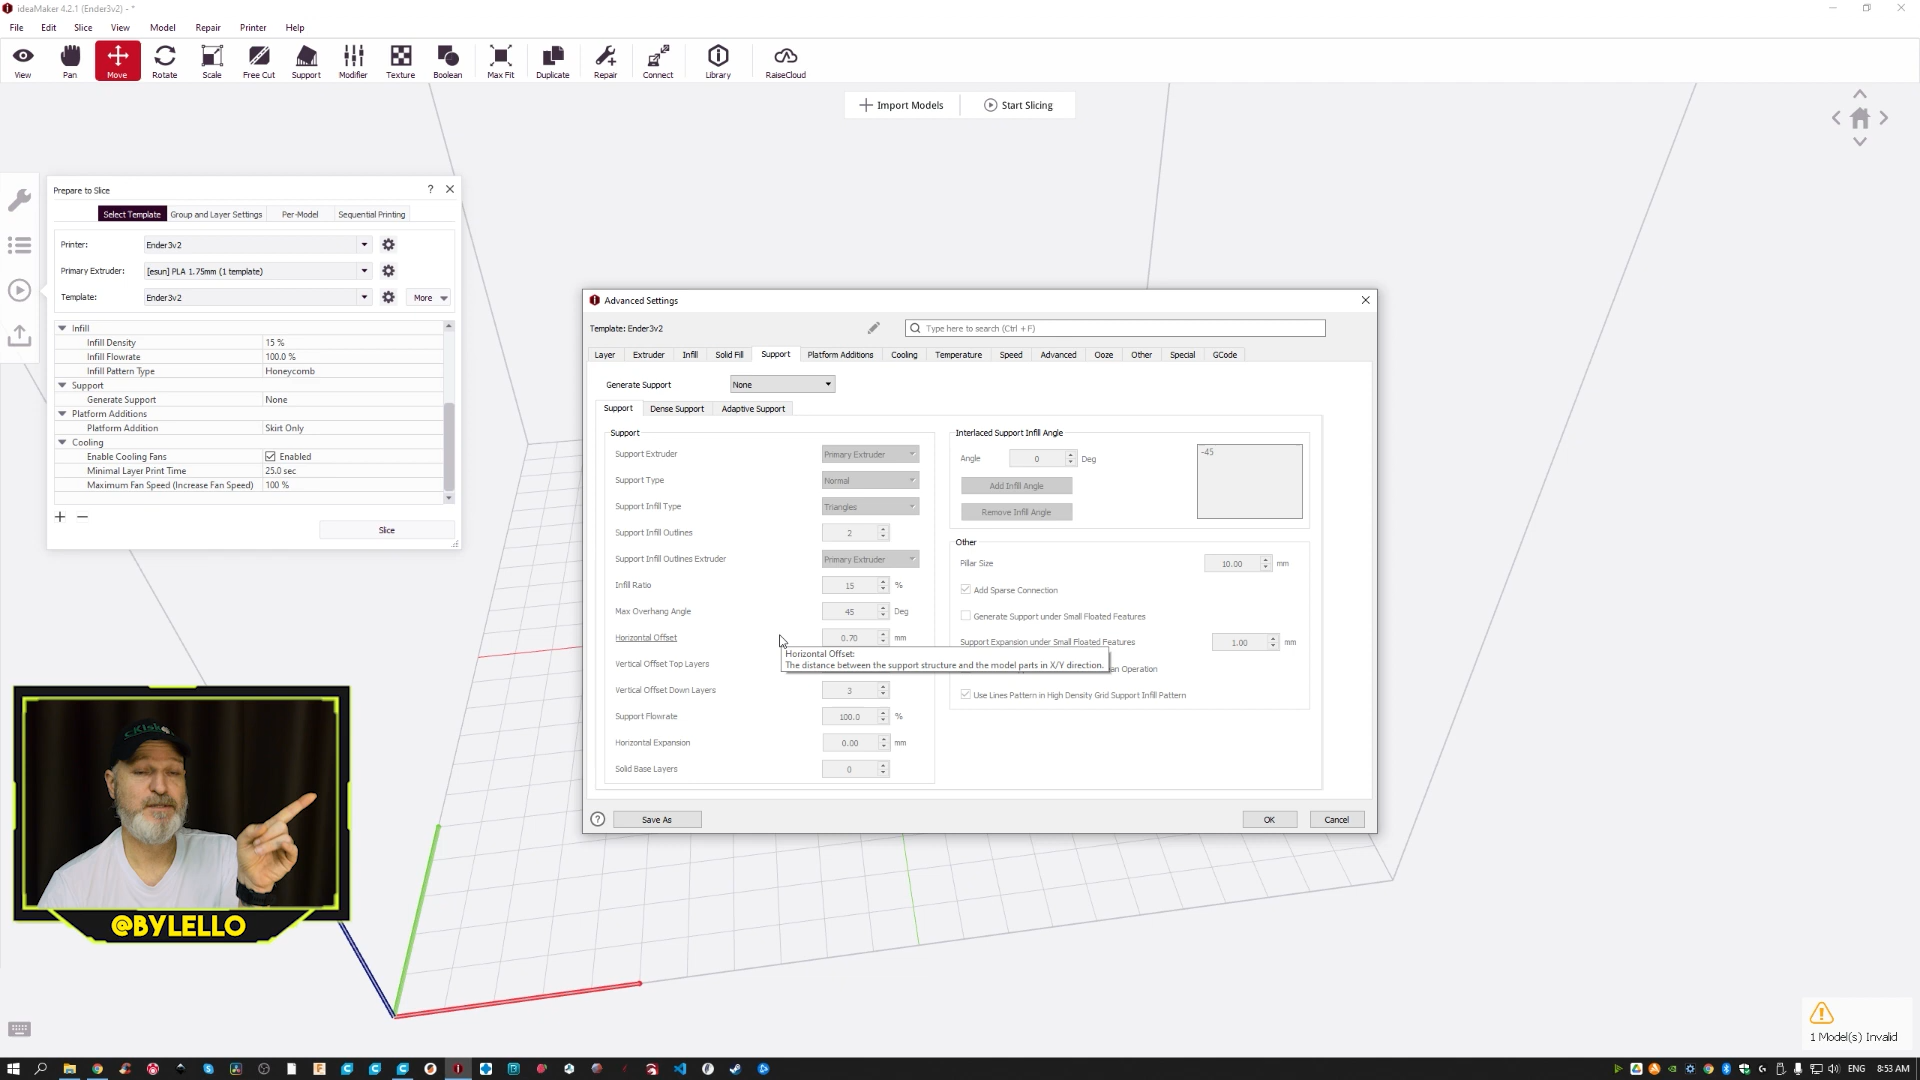 ideaMaker 4.2.1 (Ender3v2) - *
File Edit Slice View Model Repair Printer Help
View Pan Move Rotate Scale Free Cut Support Modifier Texture Boolean Max Fit Duplicate Repair Connect Library RaiseCloud
Import Models Start Slicing
Prepare to Slice ?
Select Template Group and Layer Settings Per-Model Sequential Printing
Printer: Ender3v2
Primary Extruder: [esun] PLA 1.75mm (1 template)
Template: Ender3v2 More
Infill
Infill Density 15 %
Infill Flowrate 100.0 %
Infill Pattern Type Honeycomb
Support
Generate Support None
Platform Additions
Platform Addition Skirt Only
Cooling
Enable Cooling Fans Enabled
Minimal Layer Print Time 25.0 sec
Maximum Fan Speed (Increase Fan Speed) 100 %
Slice
Advanced Settings
Template: Ender3v2 Type here to search (Ctrl + F)
Layer Extruder Infill Solid Fill Support Platform Additions Cooling Temperature Speed Advanced Ooze Other Special GCode
Generate Support None
Support Dense Support Adaptive Support
Support
Support Extruder Primary Extruder
Support Type Normal
Support Infill Type Triangles
Support Infill Outlines 2
Support Infill Outlines Extruder Primary Extruder
Infill Ratio 15 %
Max Overhang Angle 45 Deg
Horizontal Offset 0.70 mm
Horizontal Offset:
The distance between the support structure and the model parts in X/Y direction.
Vertical Offset Top Layers
Vertical Offset Down Layers 3
Support Flowrate 100.0 %
Horizontal Expansion 0.00 mm
Solid Base Layers 0
Interlaced Support Infill Angle
Angle 0 Deg
-45
Add Infill Angle
Remove Infill Angle
Other
Pillar Size 10.00 mm
Add Sparse Connection
Generate Support under Small Floated Features
Support Expansion under Small Floated Features 1.00 mm
an Operation
Use Lines Pattern in High Density Grid Support Infill Pattern
? Save As OK Cancel
@BYLELLO
1 Model(s) Invalid
ENG 8:53 AM